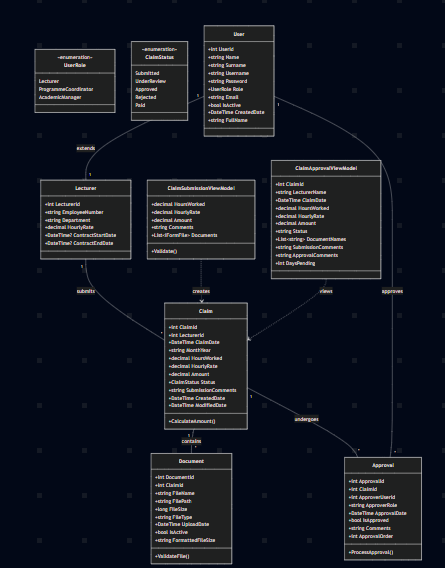 User
+int UserId
+string Name
+string Surname
+string Username
+string Password
+UserRole Role
+string Email
+bool IsActive
+DateTime CreatedDate
+string FullName
«enumeration»
UserRole
Lecturer
ProgrammeCoordinator
AcademicManager
«enumeration»
ClaimStatus
Submitted
UnderReview
Approved
Rejected
Paid
1
1
extends
1
Lecturer
+int LecturerId
+string EmployeeNumber
+string Department
+decimal HourlyRate
+DateTime? ContractStartDate
+DateTime? ContractEndDate
ClaimSubmissionViewModel
+decimal HoursWorked
+decimal HourlyRate
+decimal Amount
+string Comments
+List<IFormFile> Documents
+Validate()
ClaimApprovalViewModel
+int ClaimId
+string LecturerName
+DateTime ClaimDate
+decimal HoursWorked
+decimal HourlyRate
+decimal Amount
+string Status
+List<string> DocumentNames
+string SubmissionComments
+string ApprovalComments
+int DaysPending
1
submits
creates
views
approves
*
Claim
+int ClaimId
+int LecturerId
+DateTime ClaimDate
+string MonthYear
+decimal HoursWorked
+decimal HourlyRate
+decimal Amount
+ClaimStatus Status
+string SubmissionComments
+DateTime CreatedDate
+DateTime ModifiedDate
+CalculateAmount()
1
1
contains
*
undergoes
*
*
Document
+int DocumentId
+int ClaimId
+string FileName
+string FilePath
+long FileSize
+string FileType
+DateTime UploadDate
+bool IsActive
+string FormattedFileSize
+ValidateFile()
Approval
+int ApprovalId
+int ClaimId
+int ApproverUserId
+string ApproverRole
+DateTime ApprovalDate
+bool IsApproved
+string Comments
+int ApprovalOrder
+ProcessApproval()